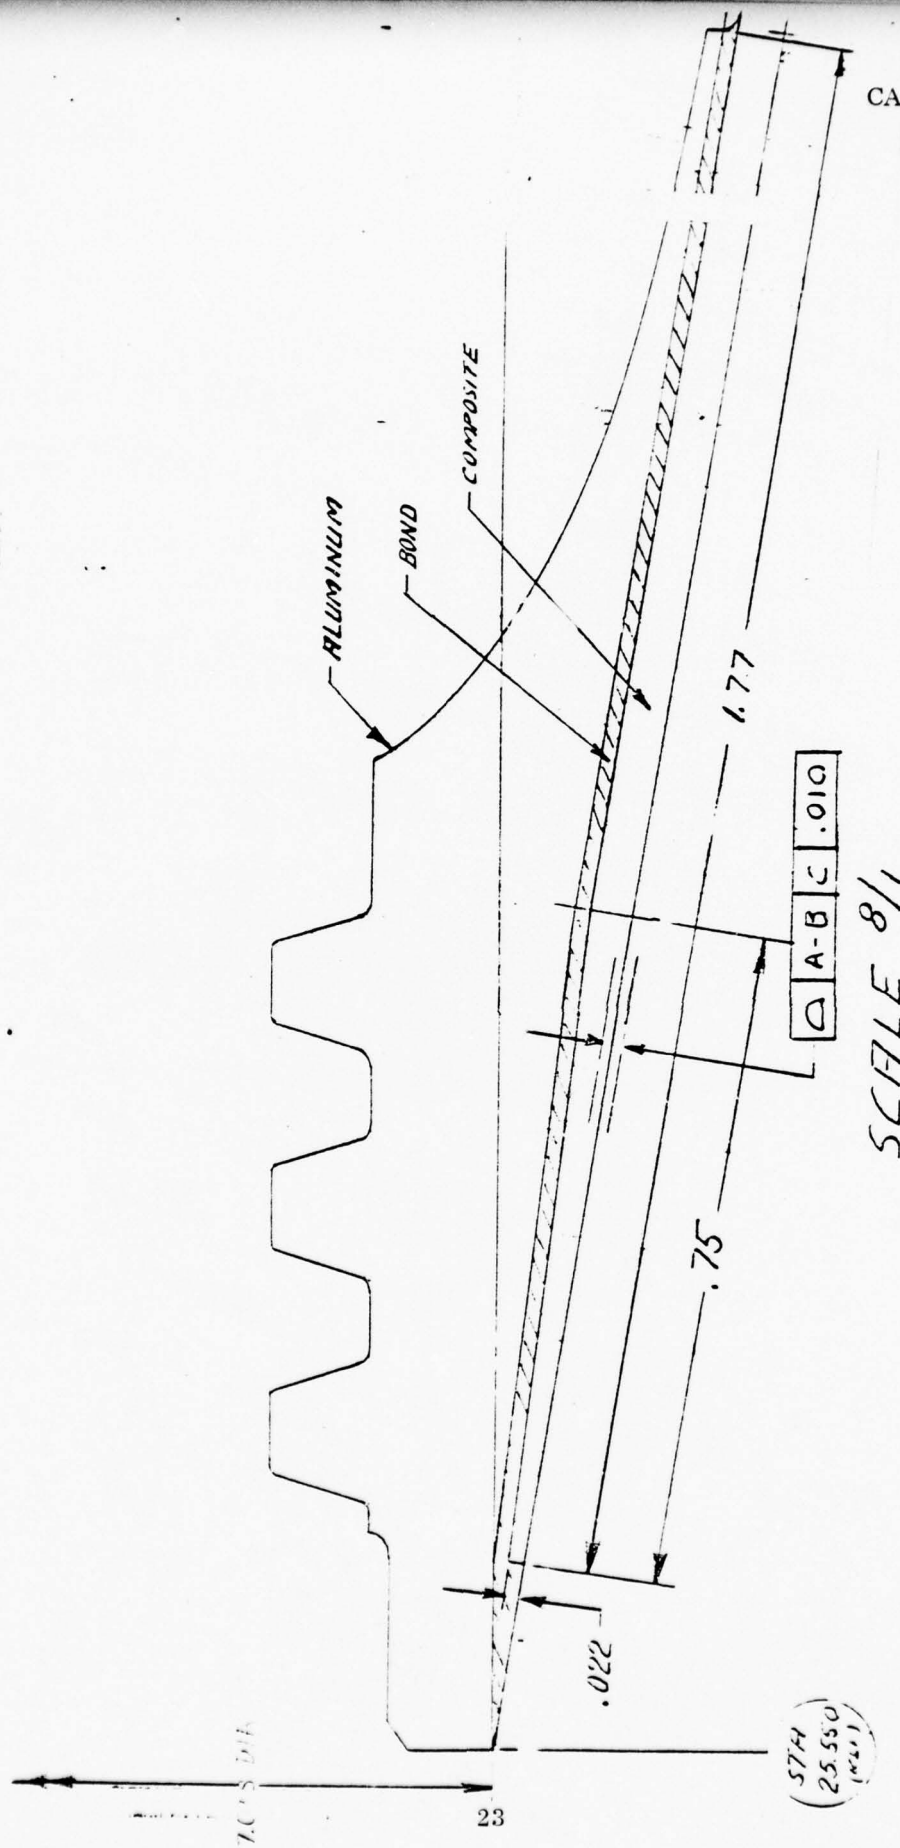 CA
ALUMINUM
BOND
COMPOSITE
1.77
A-B C .010
SCALE 8/1
.75
.022
STA
25.550
23